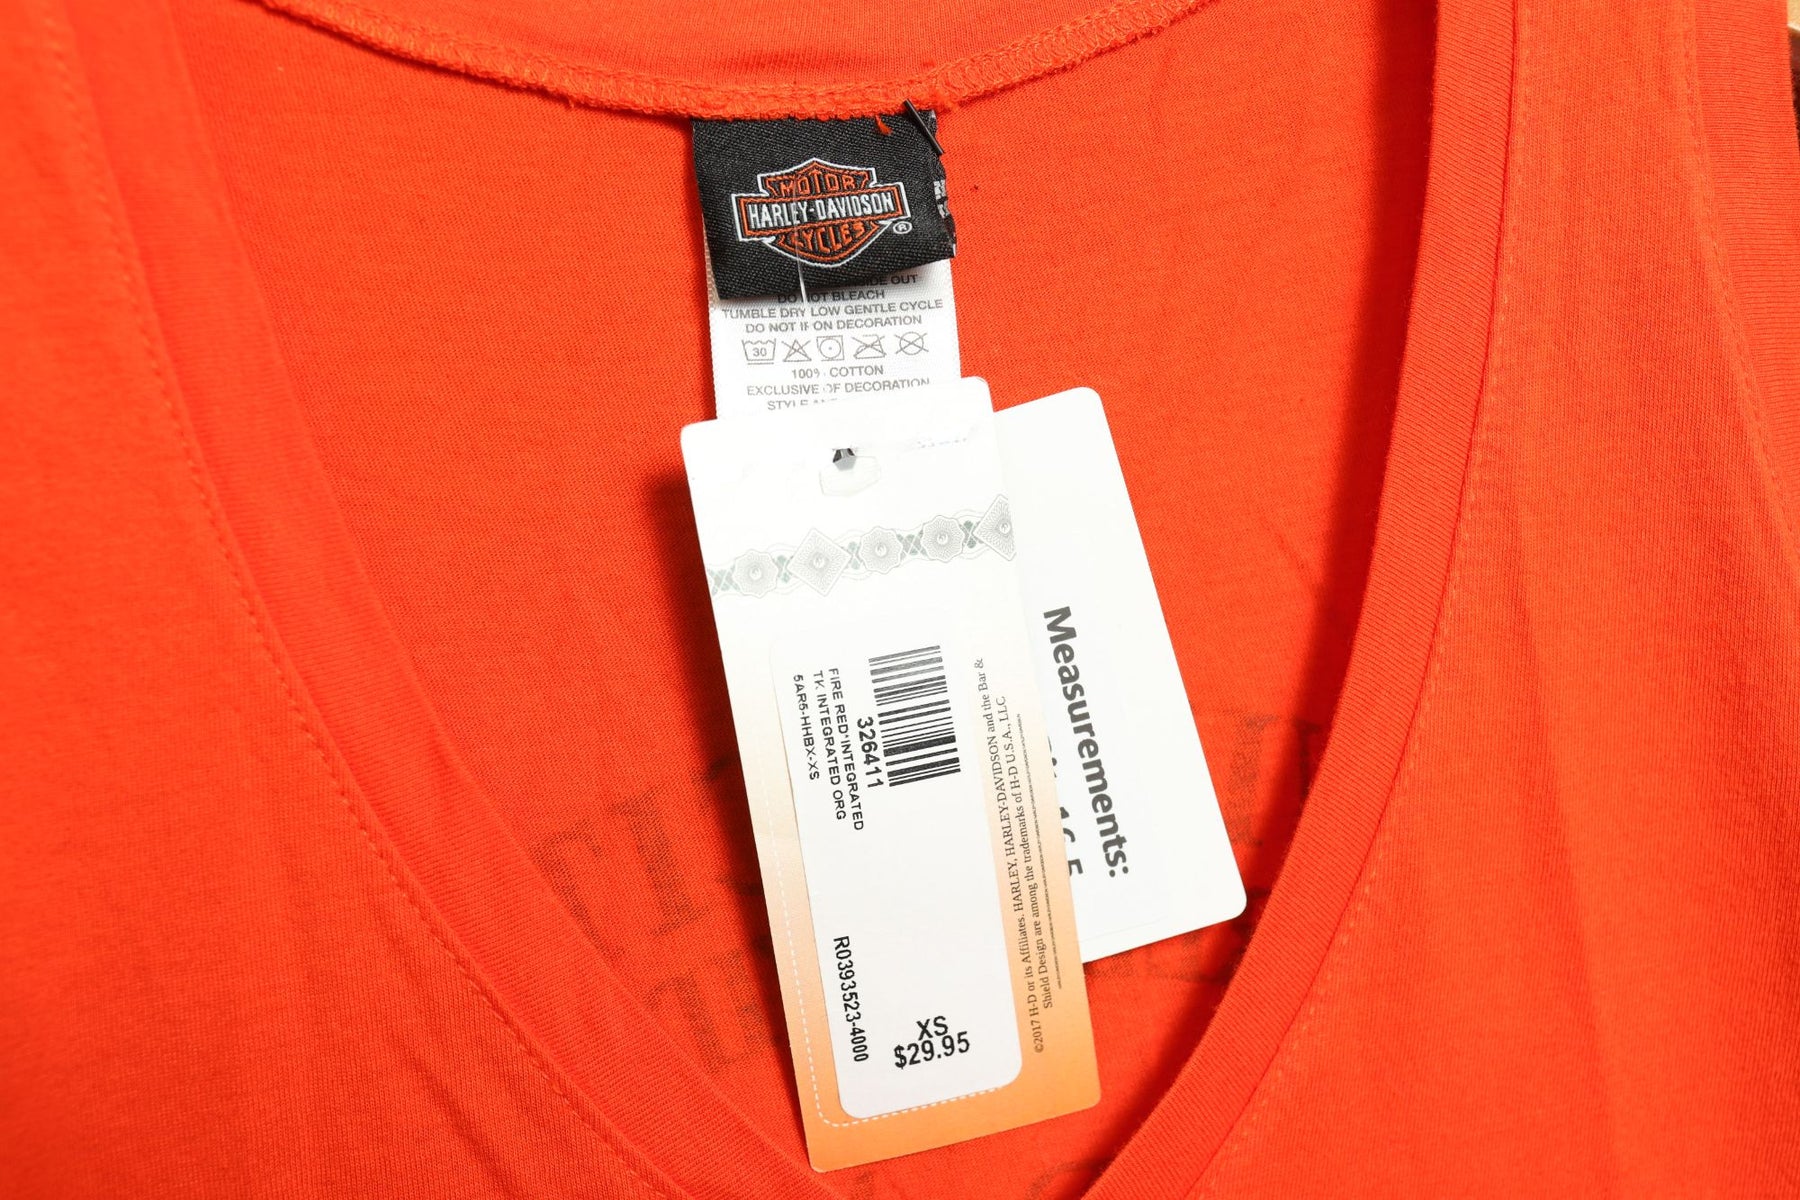 MOTOR
HARLEY-DAVIDSON
CYCLES
®
OUT
DO NOT BLEACH
TUMBLE DRY LOW GENTLE CYCLE
DO NOT ON DECORATION
30
COTTON
EXCLUSIVE OF DECORATION
Measurements:
©2017 H-D or its Affiliates. HARLEY, HARLEY-DAVIDSON and the Bar &
Shield Design are among the trademarks of H-D U.S.A., LLC
326411
FIRE RED*INTEGRATED
TK INTEGRATED ORG
5AR5-HHBX-XS
R0393523-4000
XS
$29.95